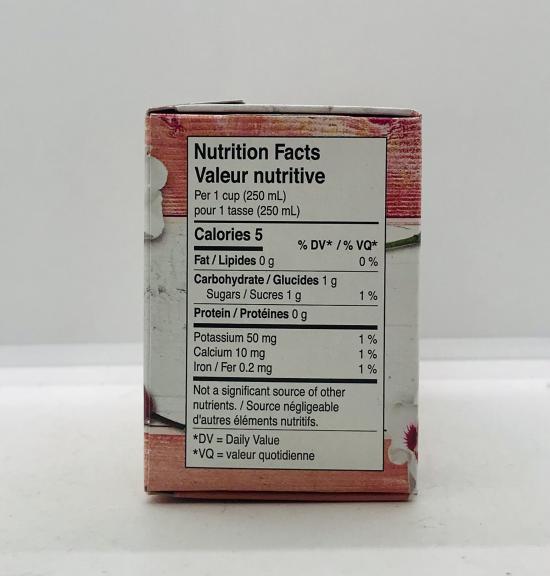 Nutrition Facts
Valeur nutritive
Per 1 cup (250 mL)
pour 1 tasse (250 mL)
Calories 5
% DV* / % VQ*
Fat / Lipides 0 g 0 %
Carbohydrate / Glucides 1 g
Sugars / Sucres 1 g 1 %
Protein / Protéines 0 g
Potassium 50 mg 1 %
Calcium 10 mg 1 %
Iron / Fer 0.2 mg 1 %
Not a significant source of other
nutrients. / Source négligeable
d'autres éléments nutritifs.
*DV = Daily Value
*VQ = valeur quotidienne